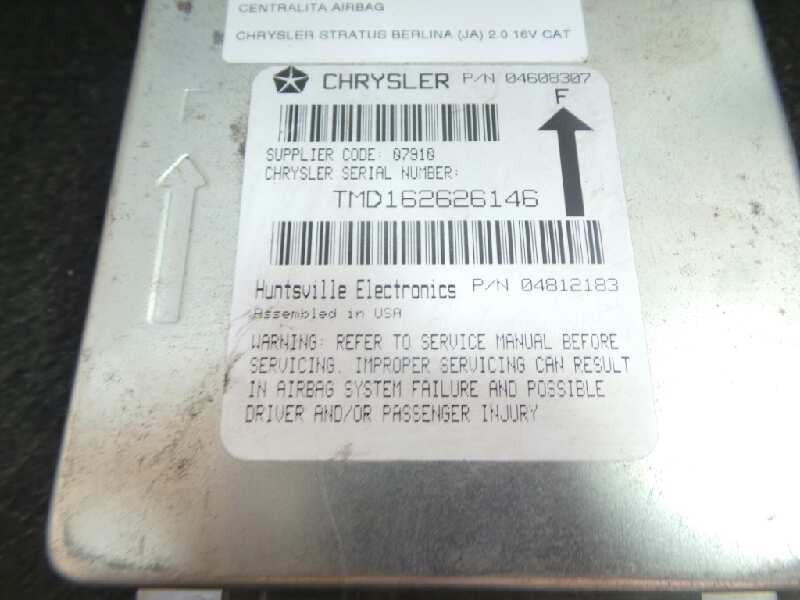 CENTRALITA AIRBAG
CHRYSLER STRATUS BERLINA (JA) 2.0 16V CAT
CHRYSLER P/N 04608307
F
SUPPLIER CODE: 07910
CHRYSLER SERIAL NUMBER:
TMD162626146
Huntsville Electronics P/N 04812183
Assembled in USA
WARNING: REFER TO SERVICE MANUAL BEFORE
SERVICING. IMPROPER SERVICING CAN RESULT
IN AIRBAG SYSTEM FAILURE AND POSSIBLE
DRIVER AND/OR PASSENGER INJURY
F